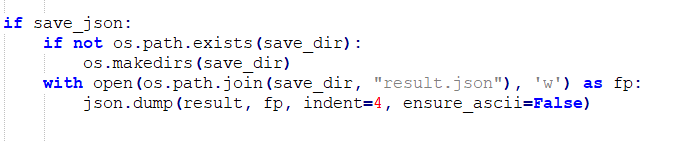 if save_json:
    if not os.path.exists(save_dir):
        os.makedirs(save_dir)
    with open(os.path.join(save_dir, "result.json"), 'w') as fp:
        json.dump(result, fp, indent=4, ensure_ascii=False)